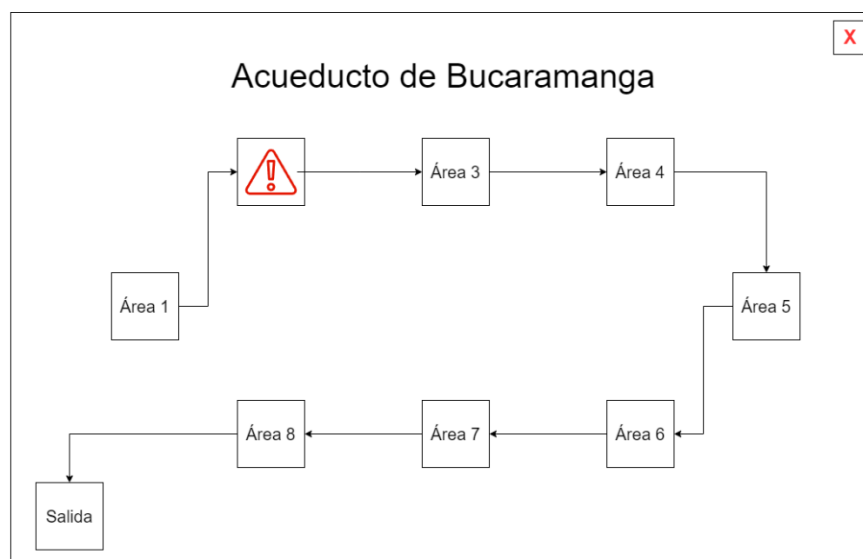 X
Acueducto de Bucaramanga
Área 3
Área 4
Área 1
Área 5
Área 8
Área 7
Área 6
Salida